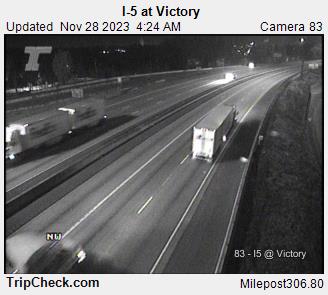 I-5 at Victory
Updated Nov 28 2023 4:24 AM Camera 83
T
NW
83 - I5 @ Victory
TripCheck.com Milepost306.80